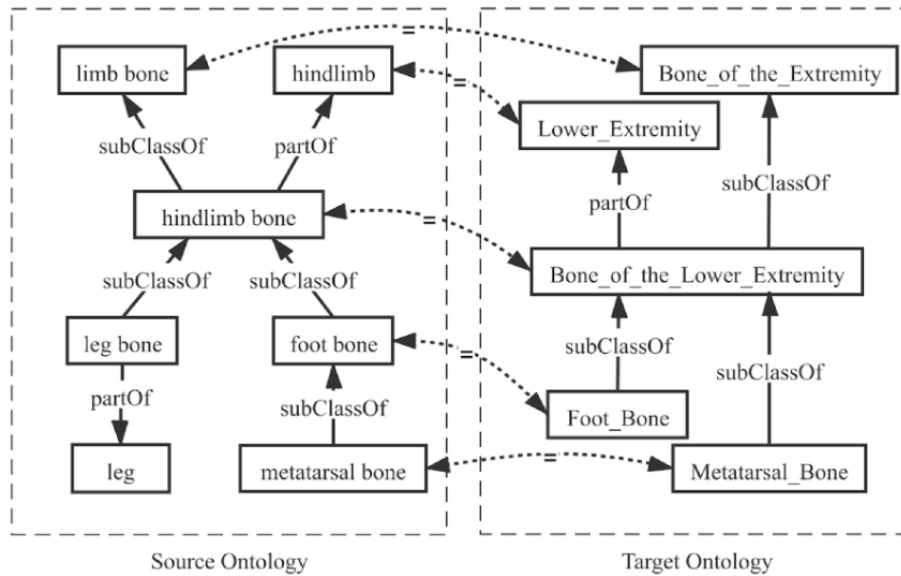 =
limb bone
hindlimb
Bone_of_the_Extremity
=
Lower_Extremity
subClassOf
partOf
partOf
subClassOf
hindlimb bone
=
Bone_of_the_Lower_Extremity
subClassOf
subClassOf
leg bone
foot bone
subClassOf
=
subClassOf
partOf
subClassOf
Foot_Bone
leg
metatarsal bone
=
Metatarsal_Bone
Source Ontology
Target Ontology